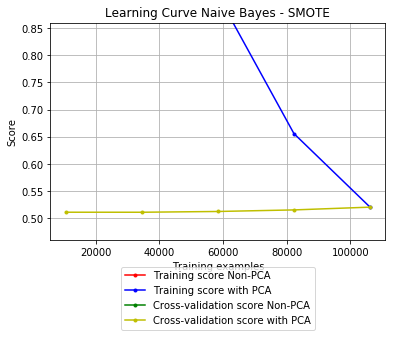 Learning Curve Naive Bayes - SMOTE
0.85
0.80
0.75
0.70
0.65
0.60
0.55
0.50
Score
20000 40000 60000 80000 100000
Training examples
Training score Non-PCA
Training score with PCA
Cross-validation score Non-PCA
Cross-validation score with PCA